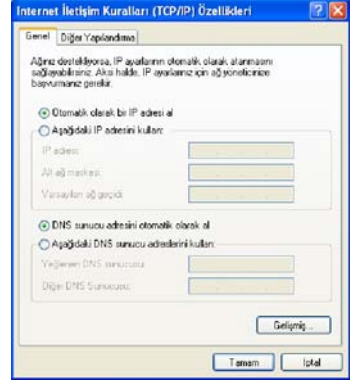 Internet İletişim Kuralları (TCP/IP) Özellikleri
Genel Diğer Yapılandırma
Ağınız destekliyorsa, IP ayarlarının otomatik olarak atanmasını
sağlayabilirsiniz. Aksi halde, IP ayarlarınız için ağ yöneticinize
başvurmanız gerekir.
Otomatik olarak bir IP adresi al
Aşağıdaki IP adresini kullan:
IP adresi:
Alt ağ maskesi:
Varsayılan ağ geçidi:
DNS sunucu adresini otomatik olarak al
Aşağıdaki DNS sunucu adreslerini kullan:
Yeğlenen DNS sunucusu:
Diğer DNS Sunucusu:
Gelişmiş...
Tamam İptal